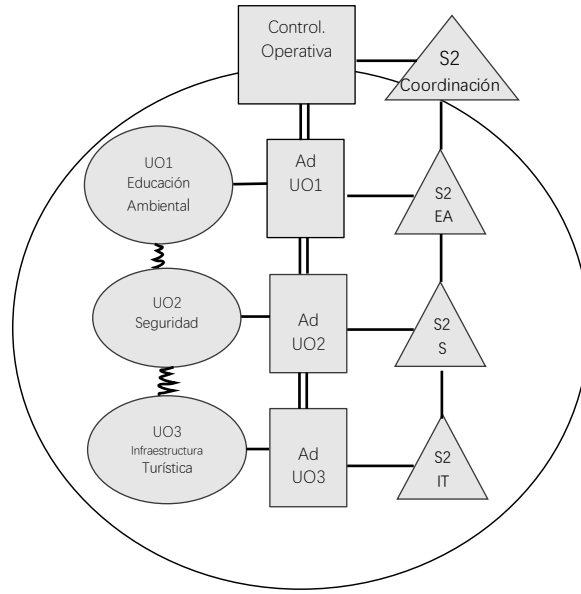 Control.
Operativa
S2
Coordinación
UO1
Educación
Ambiental
Ad
UO1
S2
EA
UO2
Seguridad
Ad
UO2
S2
S
UO3
Infraestructura
Turística
Ad
UO3
S2
IT